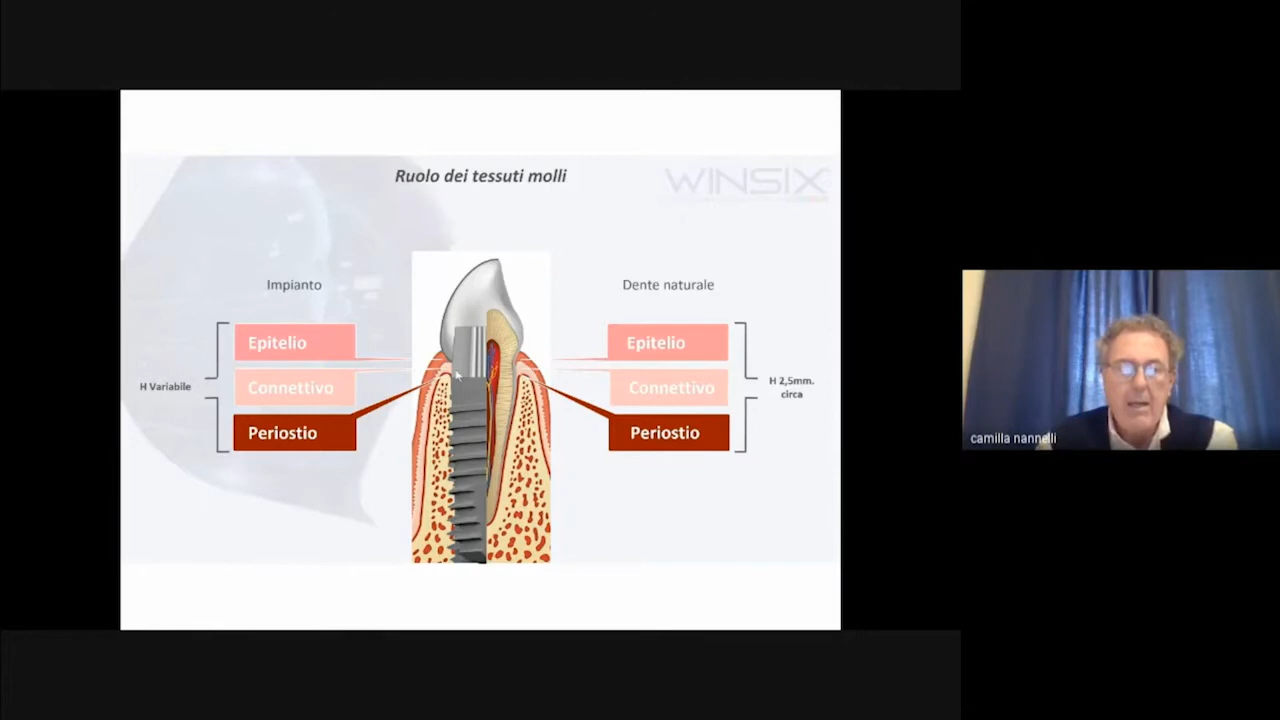 Ruolo dei tessuti molli
WINSIX
Impianto
Dente naturale
Epitelio
Connettivo
Periostio
H Variabile
Epitelio
Connettivo
Periostio
H 2,5mm.
circa
camilla nannelli